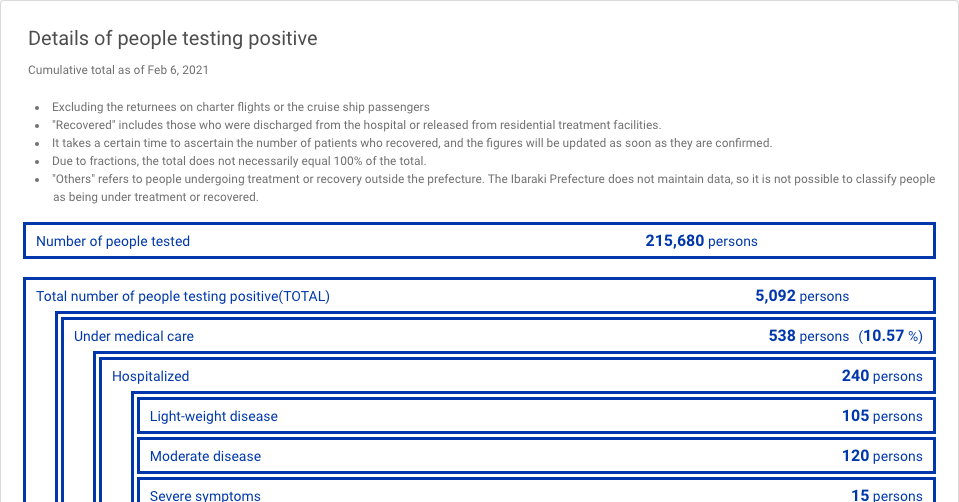 Details of people testing positive
Cumulative total as of Feb 6, 2021
• Excluding the returnees on charter flights or the cruise ship passengers
• "Recovered" includes those who were discharged from the hospital or released from residential treatment facilities.
• It takes a certain time to ascertain the number of patients who recovered, and the figures will be updated as soon as they are confirmed.
• Due to fractions, the total does not necessarily equal 100% of the total.
• "Others" refers to people undergoing treatment or recovery outside the prefecture. The Ibaraki Prefecture does not maintain data, so it is not possible to classify people
as being under treatment or recovered.
Number of people tested 215,680 persons
Total number of people testing positive(TOTAL) 5,092 persons
Under medical care 538 persons (10.57 %)
Hospitalized 240 persons
Light-weight disease 105 persons
Moderate disease 120 persons
Severe symptoms 15 persons